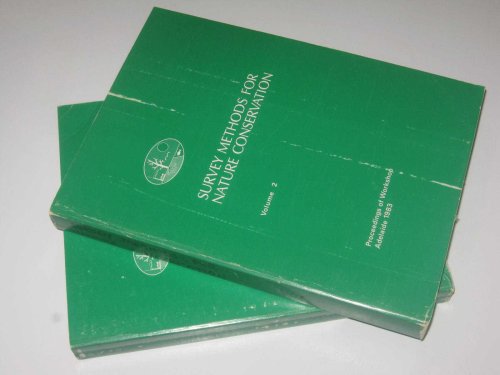 SURVEY METHODS FOR
NATURE CONSERVATION
Volume 2
Proceedings of Workshop
Adelaide 1983